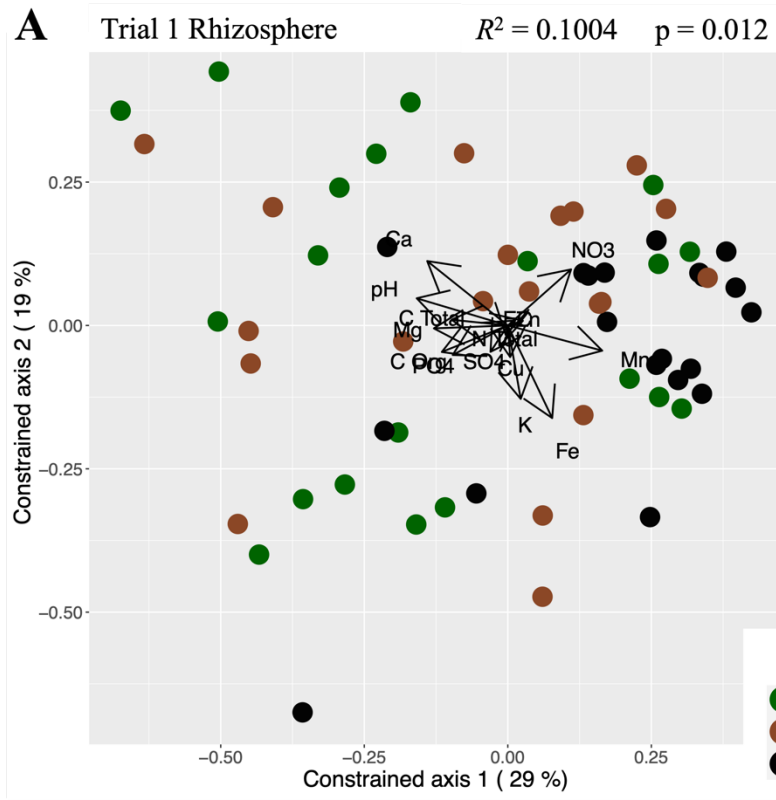 A Trial 1 Rhizosphere R² = 0.1004 p = 0.012
0.25
0.00
−0.25
−0.50
Constrained axis 2 ( 19 %)
Ca
NO3
pH
C Total
Mg
N
C Org
PO4
SO4
Cu
Mn
K
Fe
−0.50 −0.25 0.00 0.25
Constrained axis 1 ( 29 %)